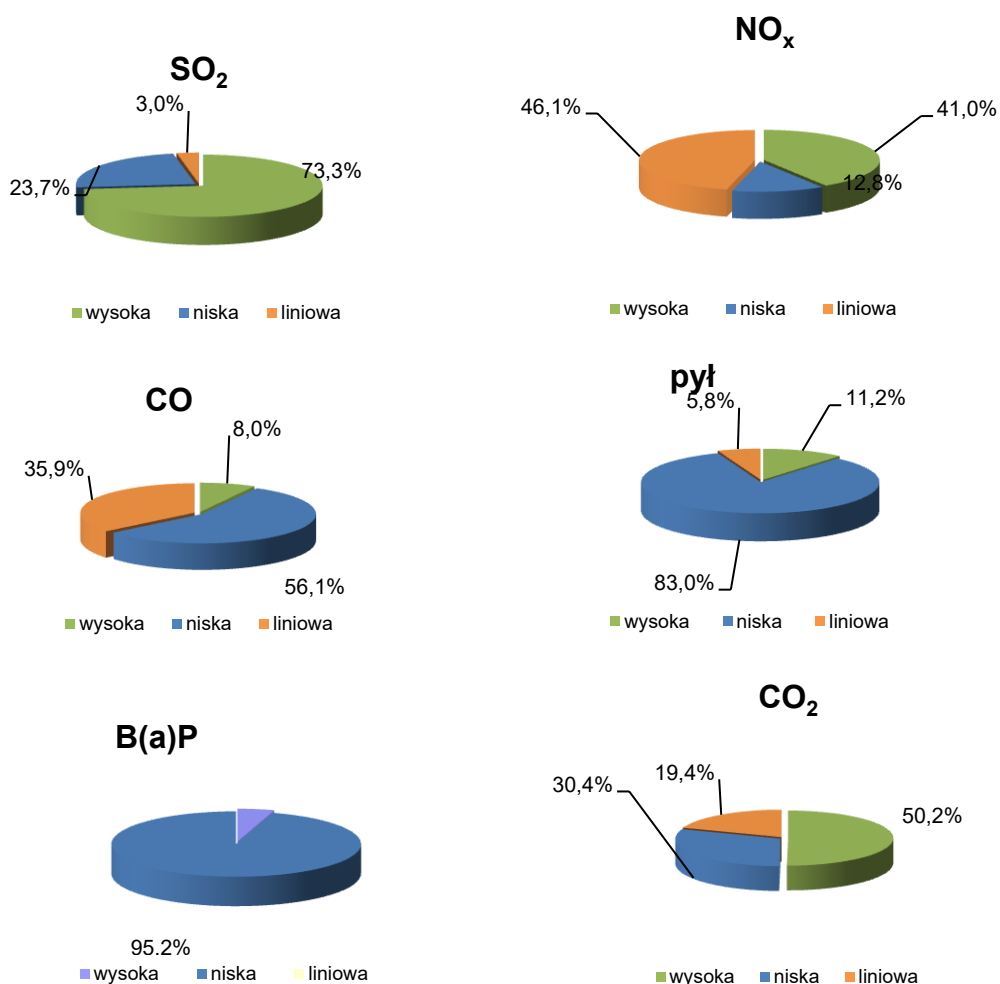 SO₂
3,0%
73,3%
23,7%
wysoka niska liniowa
NOₓ
46,1%
41,0%
12,8%
wysoka niska liniowa
CO
8,0%
35,9%
56,1%
wysoka niska liniowa
pył
5,8%
11,2%
83,0%
wysoka niska liniowa
B(a)P
95.2%
wysoka niska liniowa
CO₂
19,4%
30,4%
50,2%
wysoka niska liniowa